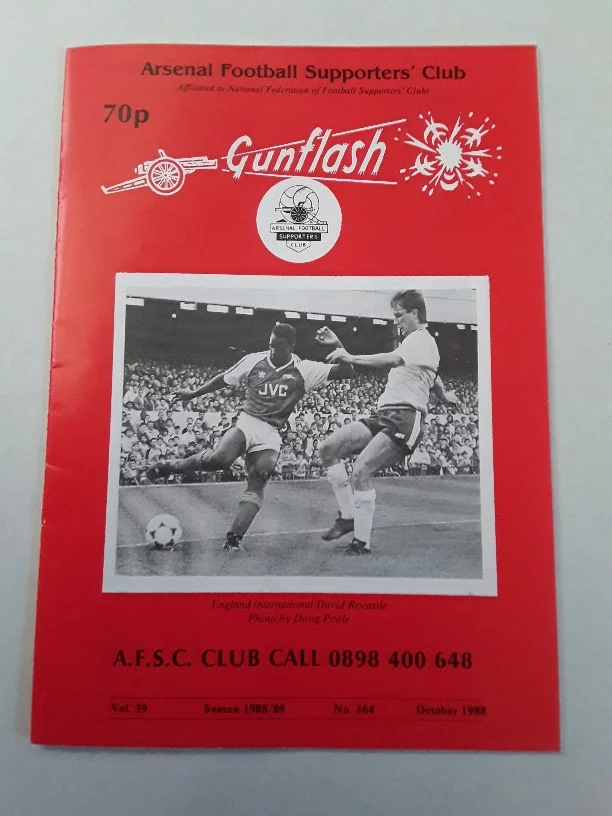 Arsenal Football Supporters' Club
Affiliated to National Federation of Football Supporters' Clubs
70p
Gunflash
ARSENAL FOOTBALL
SUPPORTERS
CLUB
JVC
England international David Rocastle
Photo by Doug Poole
A.F.S.C. CLUB CALL 0898 400 648
Vol. 39 Season 1988/89 No. 364 October 1988